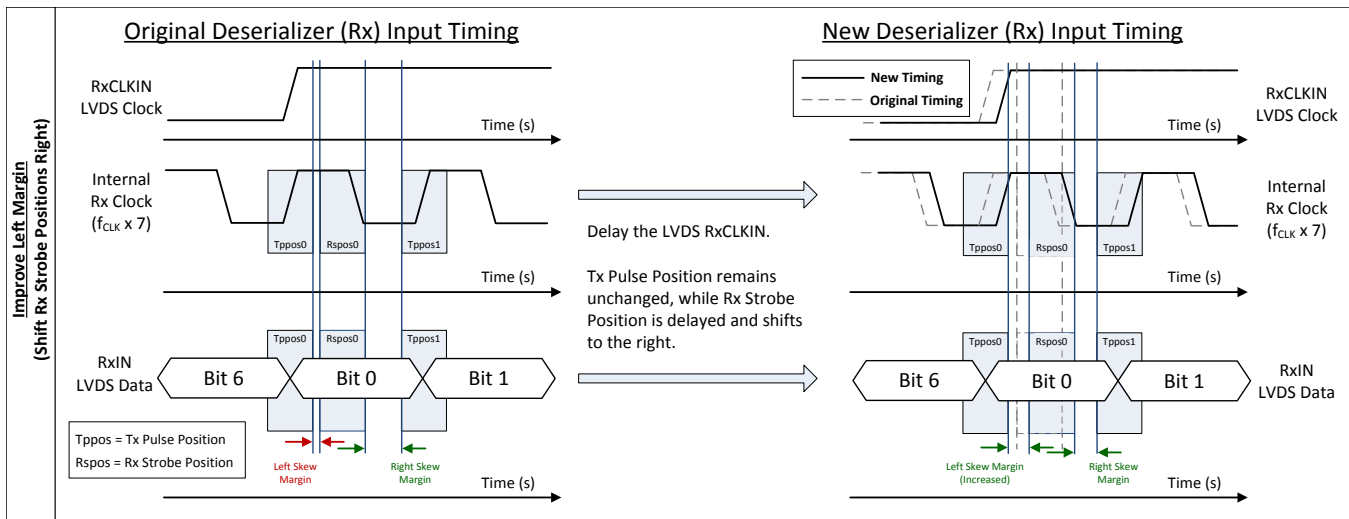 Improve Left Margin
(Shift Rx Strobe Positions Right)
Original Deserializer (Rx) Input Timing
RxCLKIN
LVDS Clock
Time (s)
Internal
Rx Clock
(fCLK x 7)
Tppos0
Rspos0
Tppos1
Time (s)
Tppos0
Rspos0
Tppos1
RxIN
LVDS Data
Bit 6
Bit 0
Bit 1
Tppos = Tx Pulse Position
Rspos = Rx Strobe Position
Left Skew
Margin
Right Skew
Margin
Time (s)
Delay the LVDS RxCLKIN.
Tx Pulse Position remains
unchanged, while Rx Strobe
Position is delayed and shifts
to the right.
New Deserializer (Rx) Input Timing
New Timing
Original Timing
RxCLKIN
LVDS Clock
Time (s)
Tppos0
Rspos0
Tppos1
Internal
Rx Clock
(fCLK x 7)
Time (s)
Tppos0
Rspos0
Tppos1
Bit 6
Bit 0
Bit 1
RxIN
LVDS Data
Left Skew Margin
(Increased)
Right Skew
Margin
Time (s)